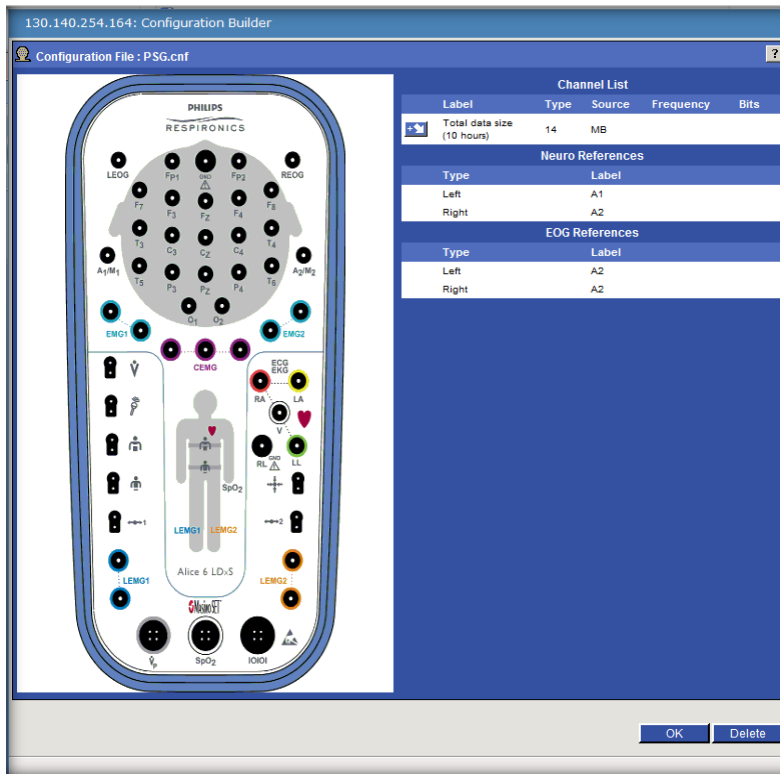 130.140.254.164: Configuration Builder
Configuration File : PSG.cnf
?
PHILIPS
RESPIRONICS
LEOG
FP1
GND
FP2
REOG
F7
F3
FZ
F4
F8
T3
C3
CZ
C4
T4
A1/M1
T5
P3
PZ
P4
T6
A2/M2
O1
O2
EMG1
CEMG
EMG2
ECG
EKG
RA
LA
V
RL
GND
LL
SpO2
1
2
LEMG1
LEMG2
LEMG1
LEMG2
Alice 6 LDxS
Masimo SET
V̇P
SpO2
IOIOI
V̇
Channel List
Label Type Source Frequency Bits
Total data size
(10 hours) 14 MB
Neuro References
Type Label
Left A1
Right A2
EOG References
Type Label
Left A2
Right A2
OK Delete